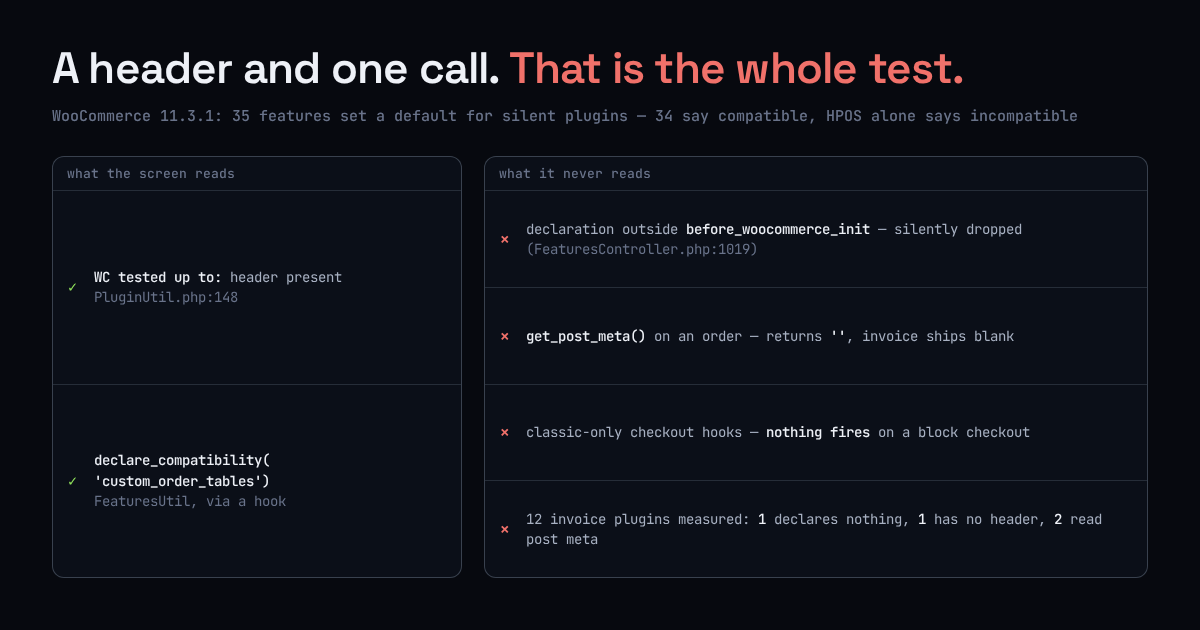 A header and one call. That is the whole test.
WooCommerce 11.3.1: 35 features set a default for silent plugins — 34 say compatible, HPOS alone says incompatible
what the screen reads
✓ WC tested up to: header present
PluginUtil.php:148
✓ declare_compatibility(
'custom_order_tables')
FeaturesUtil, via a hook
what it never reads
× declaration outside before_woocommerce_init — silently dropped
(FeaturesController.php:1019)
× get_post_meta() on an order — returns '', invoice ships blank
× classic-only checkout hooks — nothing fires on a block checkout
× 12 invoice plugins measured: 1 declares nothing, 1 has no header, 2 read
post meta